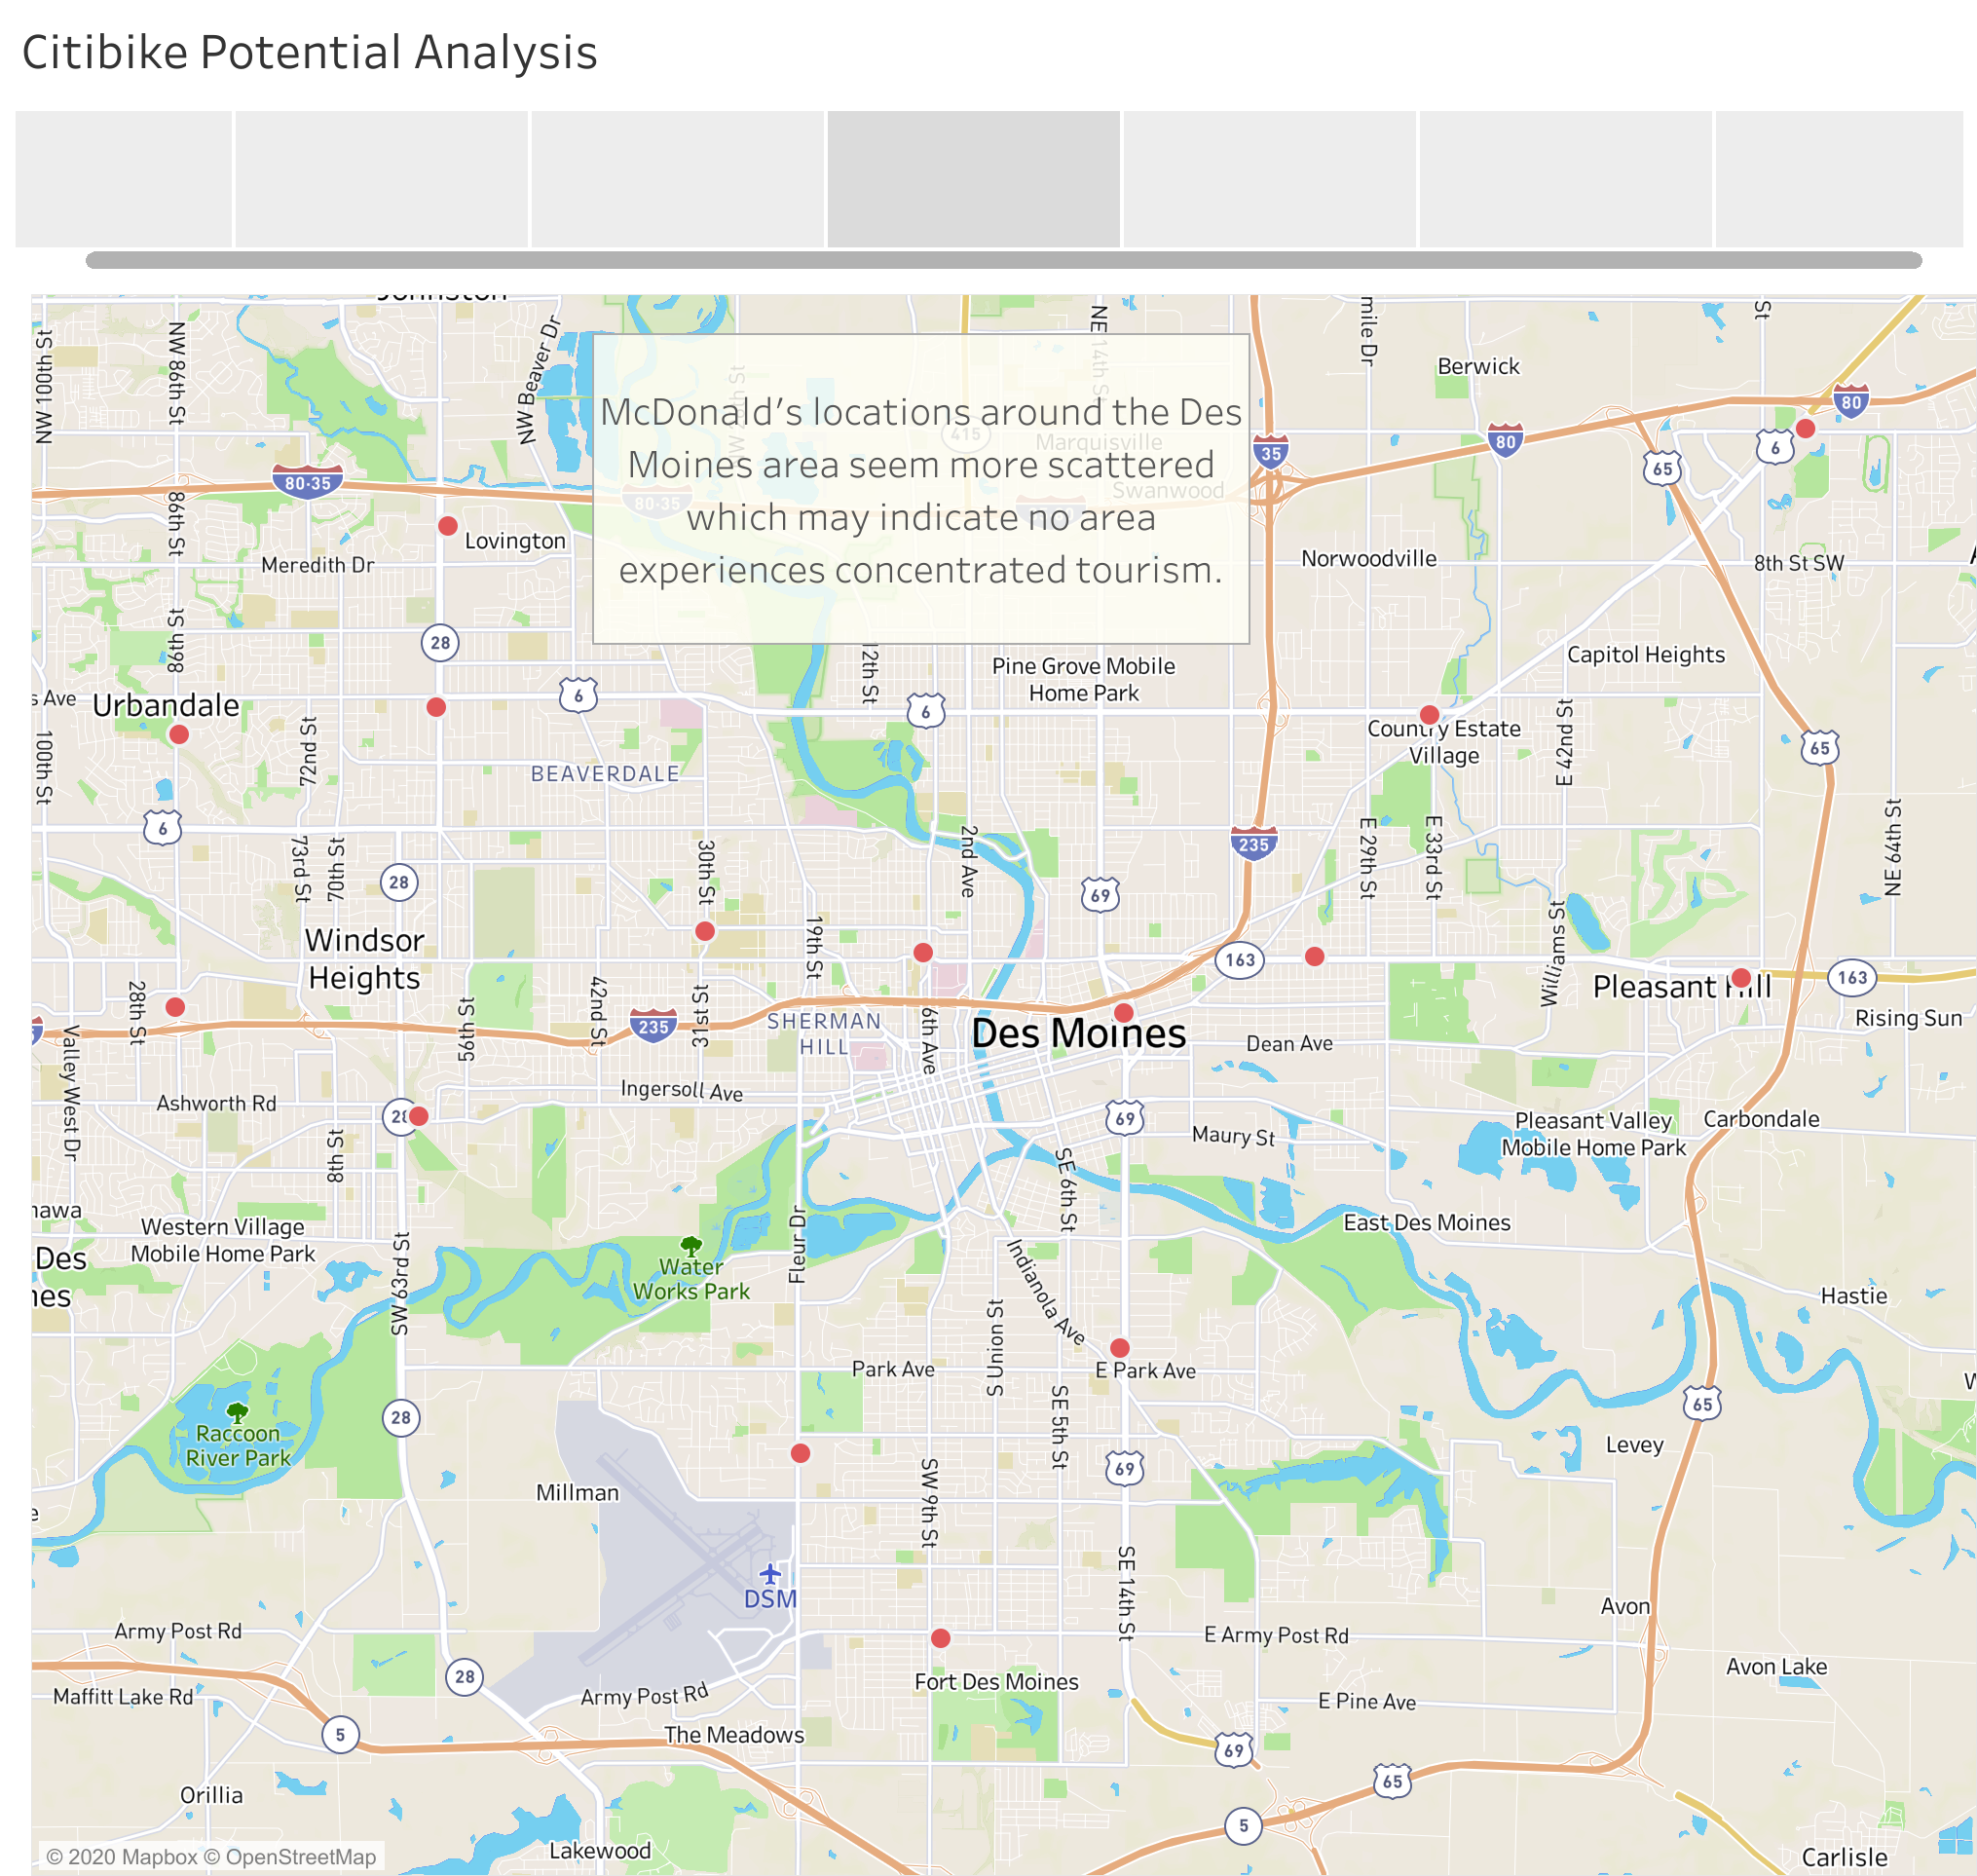 Citibike Potential Analysis
Johnston
NW 100th St
NW 86th St
NW Beaver Dr
NE 14th St
mile Dr
St
Berwick
80
6
65
80
35
McDonald's locations around the Des
Moines area seem more scattered
which may indicate no area
experiences concentrated tourism.
415
Marquisville
Swanwood
80-35
80-35
86th St
Lovington
Meredith Dr
Norwoodville
8th St SW
86th St
28
12th St
Pine Grove Mobile
Home Park
Capitol Heights
s Ave
Urbandale
6
6
Country Estate
Village
E 42nd St
65
100th St
72nd St
BEAVERDALE
6
73rd St
70th St
28
30th St
2nd Ave
69
235
E 29th St
E 33rd St
NE 64th St
Windsor
Heights
19th St
163
Williams St
Pleasant Hill
163
28th St
59th St
42nd St
31st St
235
SHERMAN
HILL
6th Ave
Des Moines
Dean Ave
Rising Sun
Valley West Dr
Ashworth Rd
Ingersoll Ave
28
69
Maury St
Pleasant Valley
Mobile Home Park
Carbondale
8th St
SE 6th St
nawa
Western Village
Mobile Home Park
East Des Moines
Des
nes
SW 63rd St
Water
Works Park
Fleur Dr
Indianola Ave
S Union St
Hastie
Park Ave
E Park Ave
28
Raccoon
River Park
SE 5th St
65
Levey
69
Millman
SW 9th St
SE 14th St
DSM
Avon
Army Post Rd
E Army Post Rd
28
Fort Des Moines
Avon Lake
Maffitt Lake Rd
Army Post Rd
E Pine Ave
5
The Meadows
69
65
Orillia
5
© 2020 Mapbox © OpenStreetMap
Lakewood
Carlisle